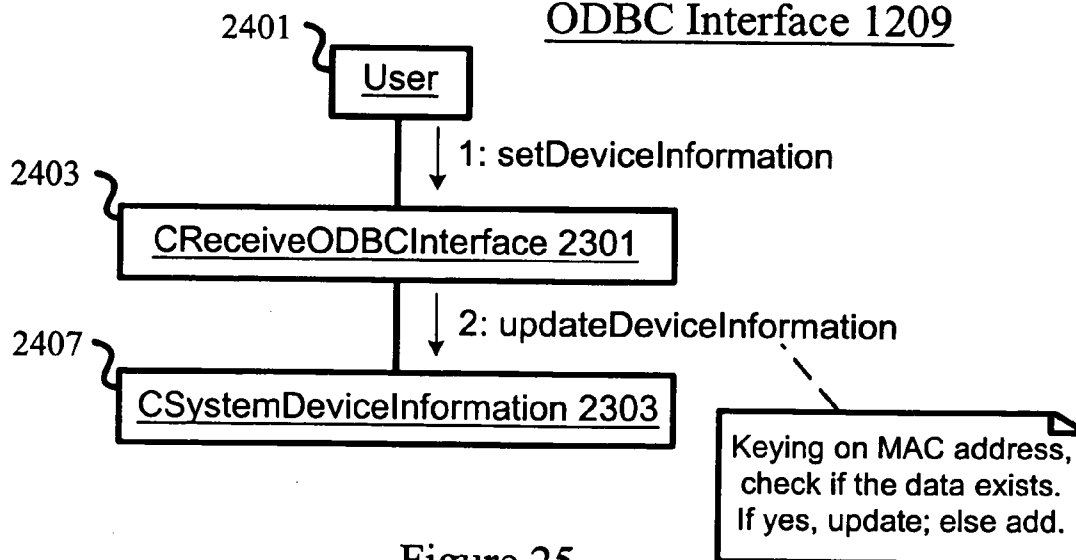 ODBC Interface 1209
2401
User
1: setDeviceInformation
2403
CReceiveODBCInterface 2301
2: updateDeviceInformation
2407
CSystemDeviceInformation 2303
Keying on MAC address,
check if the data exists.
If yes, update; else add.
Figure 25